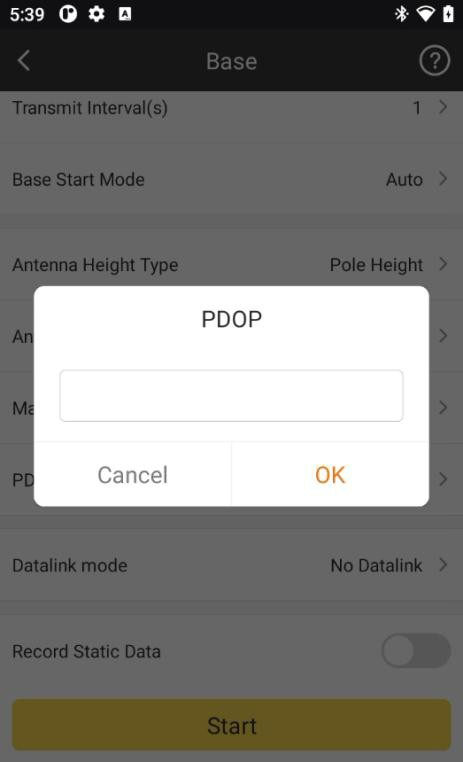 5:39
Base
Transmit Interval(s) 1
Base Start Mode Auto
Antenna Height Type Pole Height
PDOP
Cancel OK
Datalink mode No Datalink
Record Static Data
Start